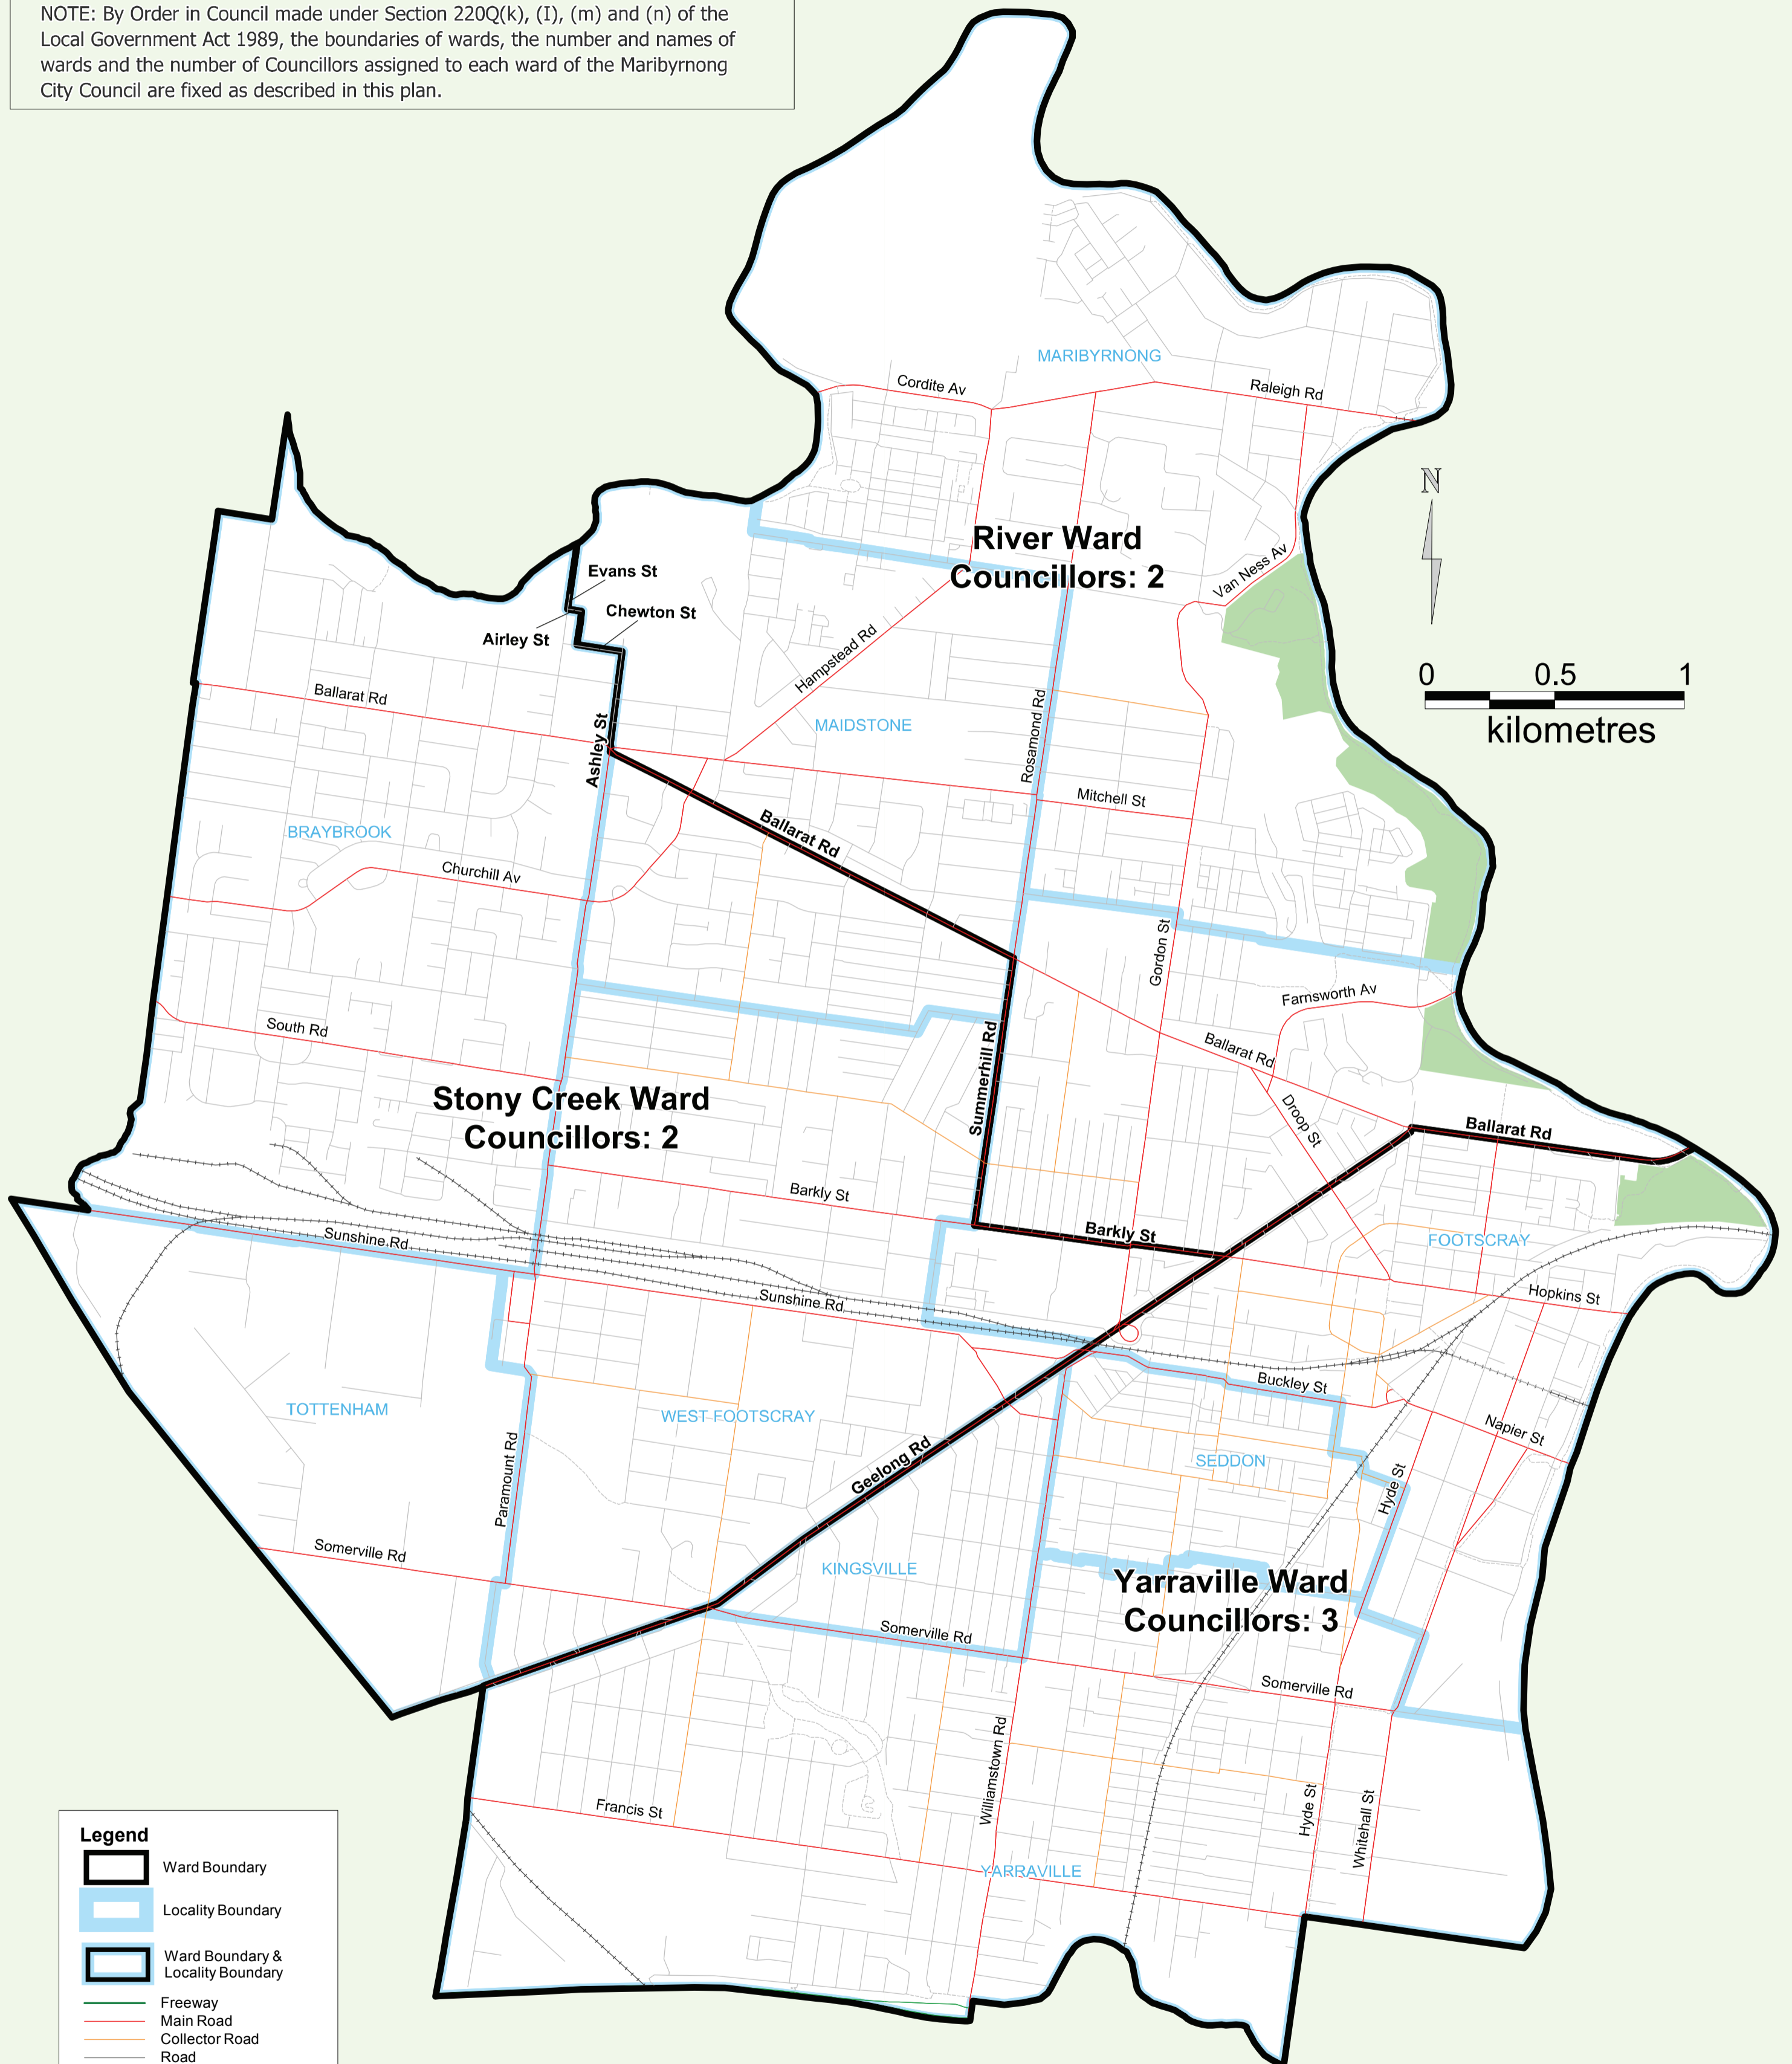 NOTE: By Order in Council made under Section 220Q(k), (I), (m) and (n) of the
Local Government Act 1989, the boundaries of wards, the number and names of
wards and the number of Councillors assigned to each ward of the Maribyrnong
City Council are fixed as described in this plan.
MARIBYRNONG
Cordite Av
Raleigh Rd
N
River Ward
Councillors: 2
Van Ness Av
Evans St
Chewton St
Airley St
Hampstead Rd
0 0.5 1
kilometres
Ballarat Rd
MAIDSTONE
Rosamond Rd
Ashley St
Mitchell St
Ballarat Rd
BRAYBROOK
Churchill Av
Gordon St
Farnsworth Av
South Rd
Ballarat Rd
Summerhill Rd
Stony Creek Ward
Councillors: 2
Droop St
Ballarat Rd
Barkly St
Barkly St
FOOTSCRAY
Sunshine Rd
Sunshine Rd
Hopkins St
Buckley St
TOTTENHAM
WEST FOOTSCRAY
Napier St
SEDDON
Geelong Rd
Paramount Rd
Hyde St
Somerville Rd
KINGSVILLE
Yarraville Ward
Councillors: 3
Somerville Rd
Somerville Rd
Williamstown Rd
Francis St
Hyde St
Whitehall St
YARRAVILLE
Legend
Ward Boundary
Locality Boundary
Ward Boundary &
Locality Boundary
Freeway
Main Road
Collector Road
Road